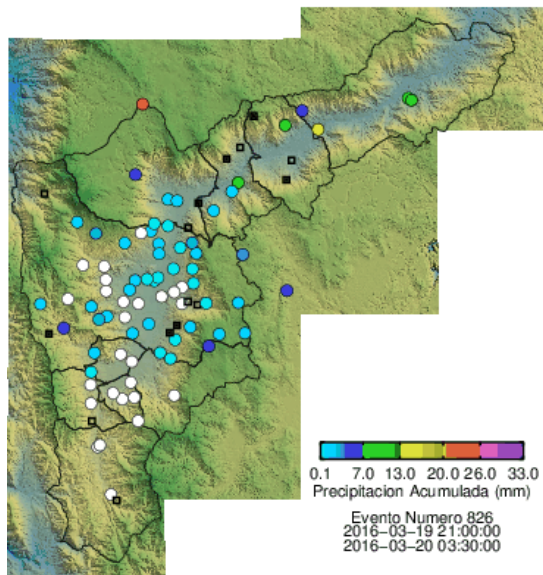 0.1 7.0 13.0 20.0 26.0 33.0
Precipitacion Acumulada (mm)
Evento Numero 826
2016-03-19 21:00:00
2016-03-20 03:30:00